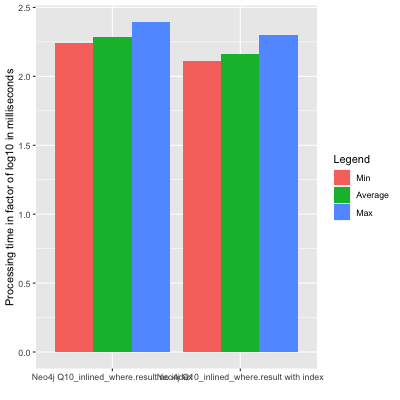 Processing time in factor of log10 in milliseconds
2.5
2.0
1.5
1.0
0.5
0.0
Neo4j Q10_inlined_where.result no index
Neo4j Q10_inlined_where.result with index
Legend
Min
Average
Max